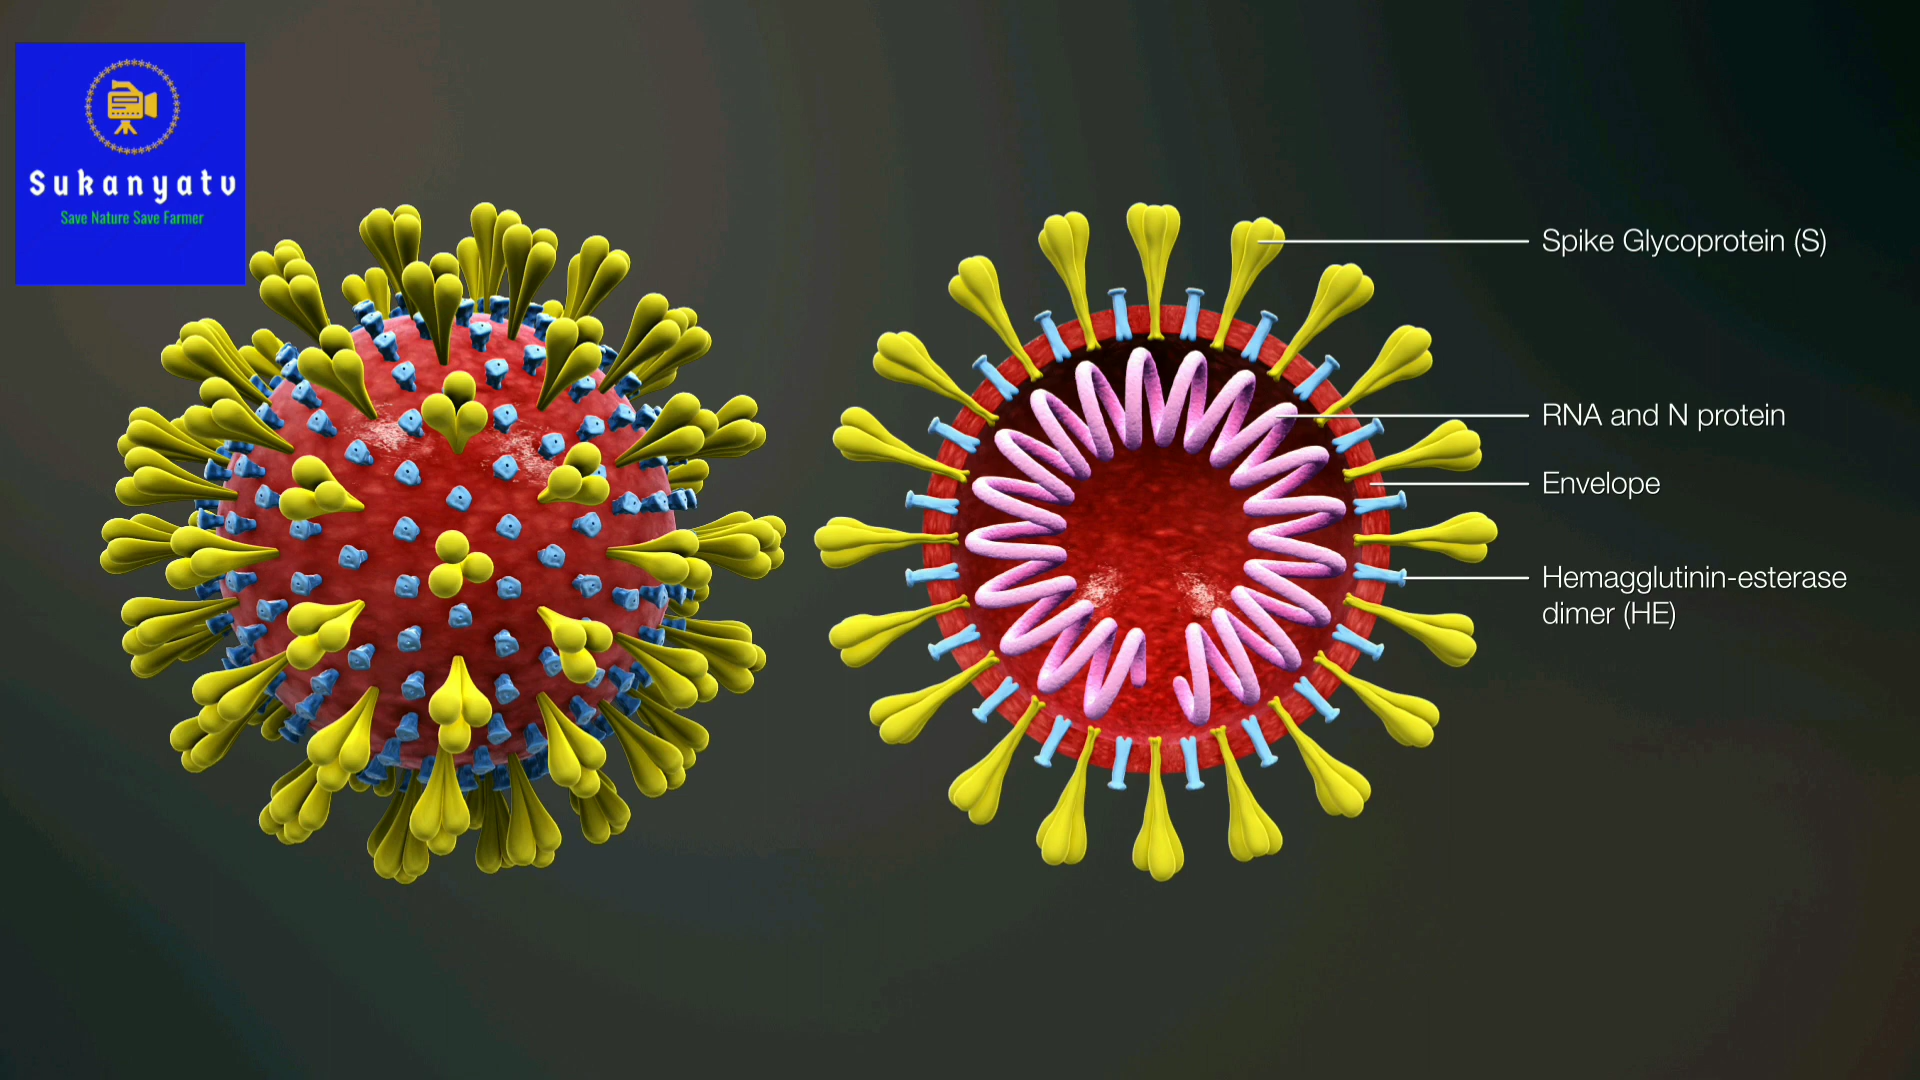 Sukanyatv
Save Nature Save Farmer
Spike Glycoprotein (S)
RNA and N protein
Envelope
Hemagglutinin-esterase
dimer (HE)